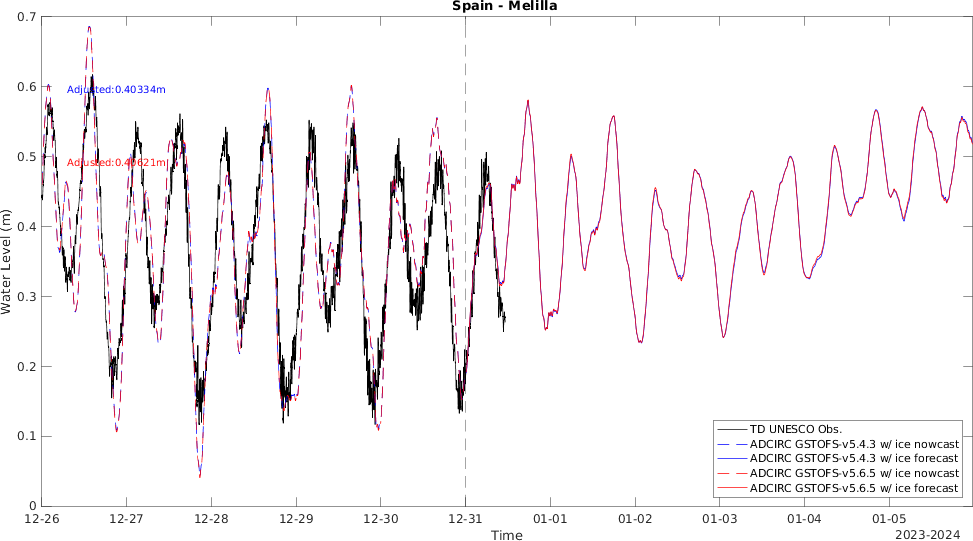 Spain - Melilla
Water Level (m)
0.7
0.6
0.5
0.4
0.3
0.2
0.1
0
Adjusted:0.40334m
Adjusted:0.40621m
TD UNESCO Obs.
ADCIRC GSTOFS-v5.4.3 w/ ice nowcast
ADCIRC GSTOFS-v5.4.3 w/ ice forecast
ADCIRC GSTOFS-v5.6.5 w/ ice nowcast
ADCIRC GSTOFS-v5.6.5 w/ ice forecast
12-26 12-27 12-28 12-29 12-30 12-31 01-01 01-02 01-03 01-04 01-05
Time
2023-2024